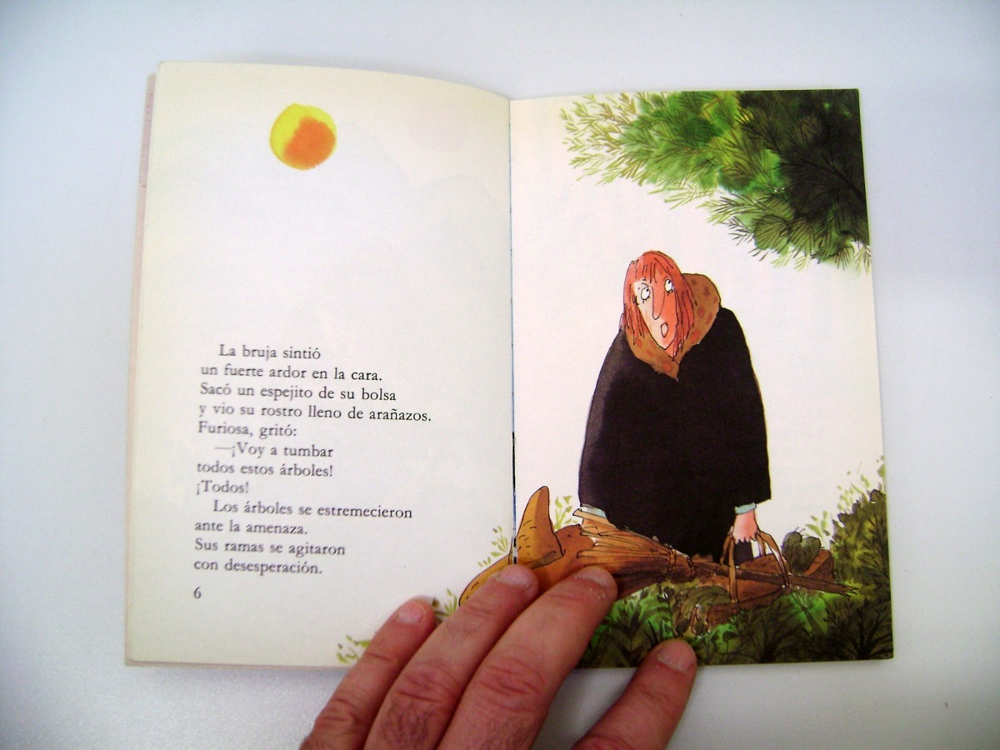 La bruja sintió
un fuerte ardor en la cara.
Sacó un espejito de su bolsa
y vio su rostro lleno de arañazos.
Furiosa, gritó:
—¡Voy a tumbar
todos estos árboles!
¡Todos!
Los árboles se estremecieron
ante la amenaza.
Sus ramas se agitaron
con desesperación.
6